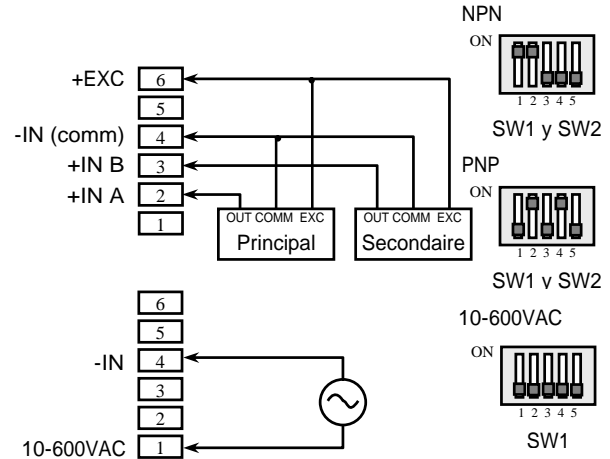 NPN
ON
1 2 3 4 5
SW1 y SW2
+EXC 6
5
-IN (comm) 4
+IN B 3
+IN A 2
1
OUT COMM EXC
Principal
OUT COMM EXC
Secondaire
PNP
ON
1 2 3 4 5
SW1 y SW2
6
5
-IN 4
3
2
10-600VAC 1
10-600VAC
ON
1 2 3 4 5
SW1